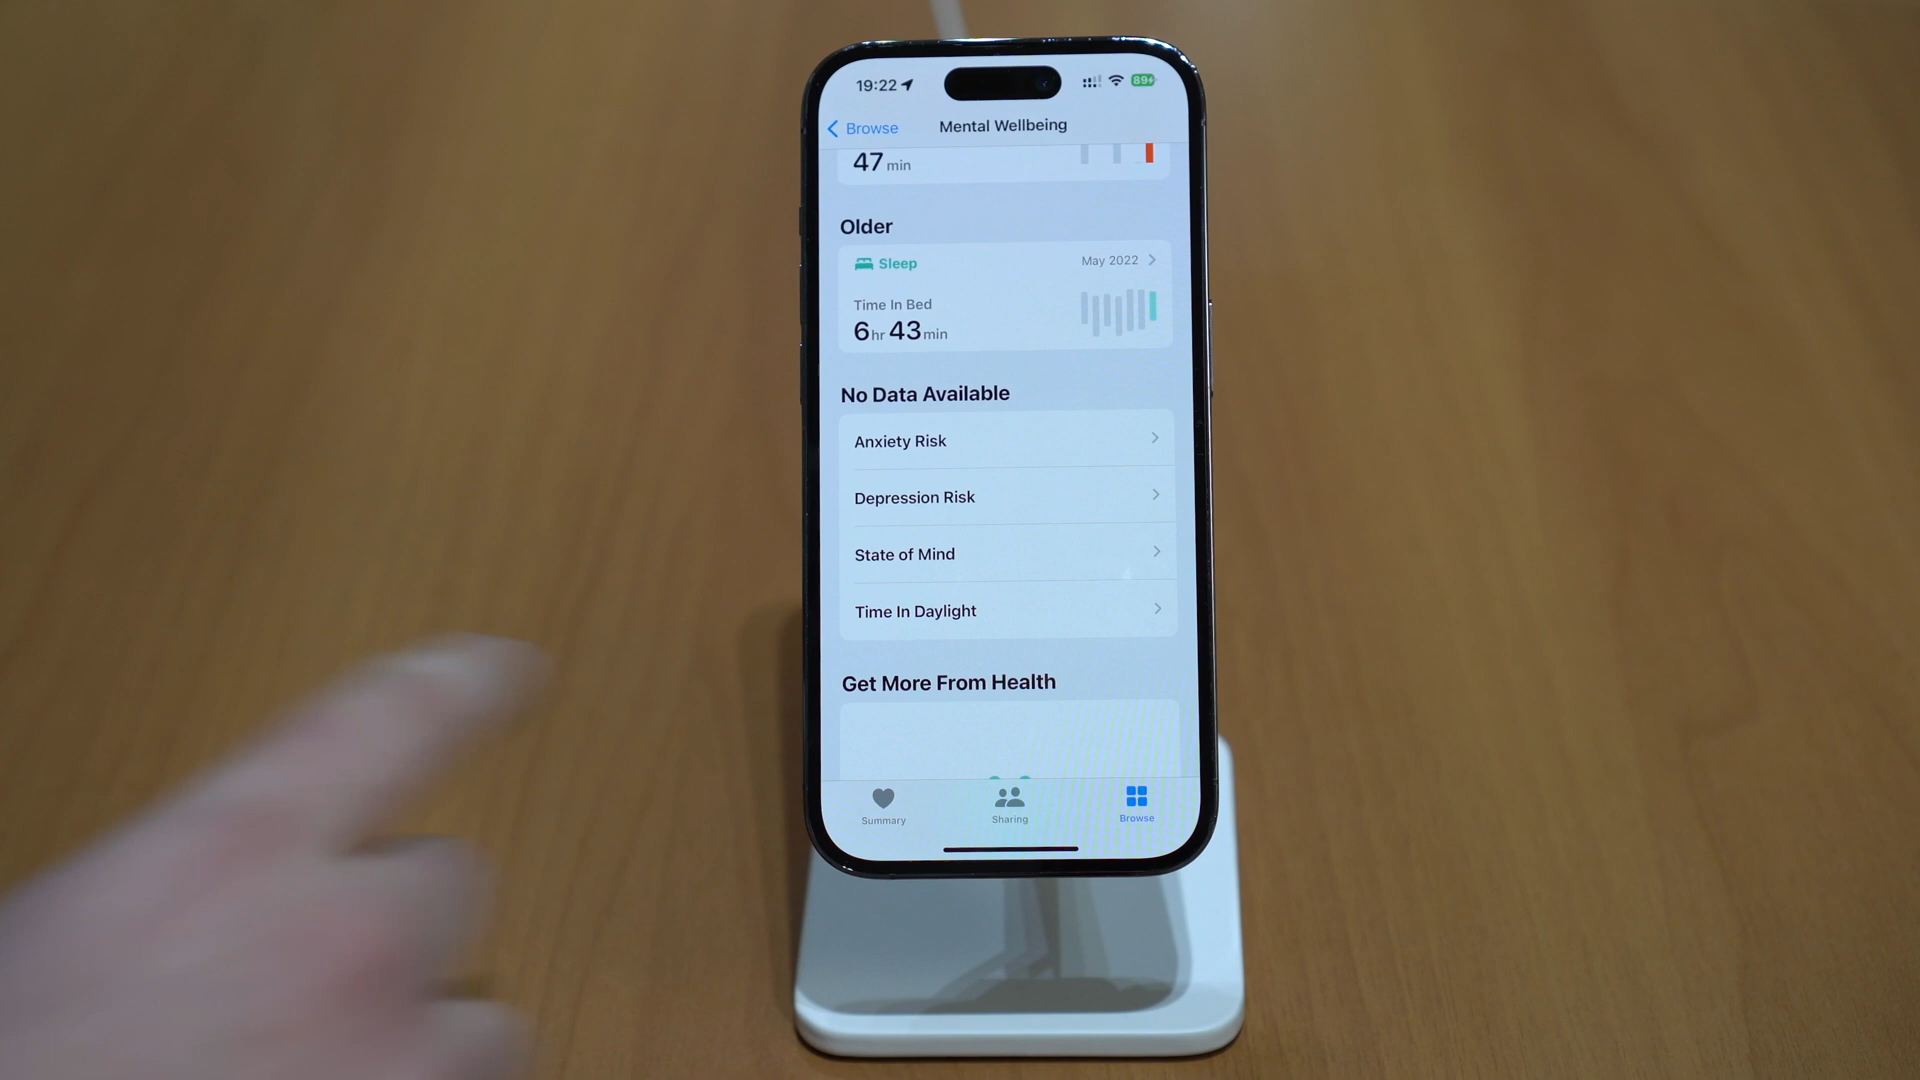 19:22
89
Browse
Mental Wellbeing
47 min
Older
Sleep
May 2022
Time In Bed
6 hr 43 min
No Data Available
Anxiety Risk
Depression Risk
State of Mind
Time In Daylight
Get More From Health
Summary
Sharing
Browse